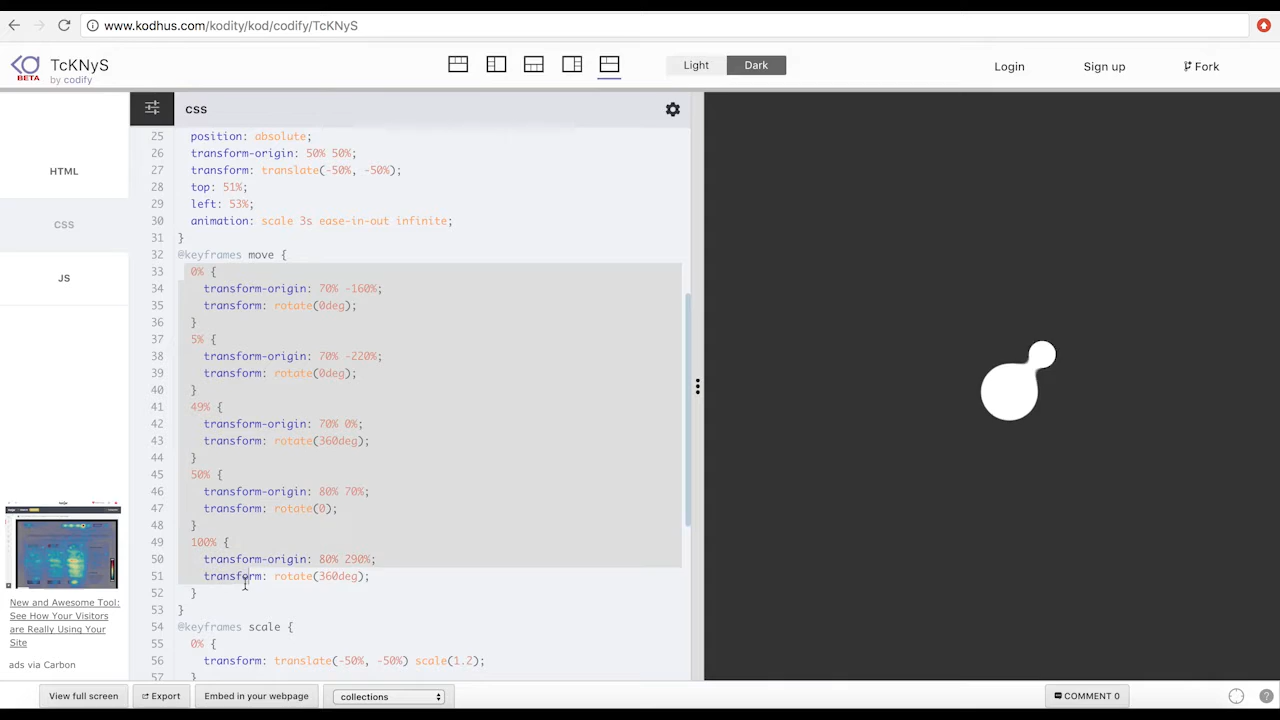 www.kodhus.com/kodity/kod/codify/TcKNyS
BETA
TcKNyS
by codify
Light
Dark
Login
Sign up
Fork
HTML
CSS
JS
css
25 position: absolute;
26 transform-origin: 50% 50%;
27 transform: translate(-50%, -50%);
28 top: 51%;
29 left: 53%;
30 animation: scale 3s ease-in-out infinite;
31 }
32 @keyframes move {
33 0% {
34 transform-origin: 70% -160%;
35 transform: rotate(0deg);
36 }
37 5% {
38 transform-origin: 70% -220%;
39 transform: rotate(0deg);
40 }
41 49% {
42 transform-origin: 70% 0%;
43 transform: rotate(360deg);
44 }
45 50% {
46 transform-origin: 80% 70%;
47 transform: rotate(0);
48 }
49 100% {
50 transform-origin: 80% 290%;
51 transform: rotate(360deg);
52 }
53 }
54 @keyframes scale {
55 0% {
56 transform: translate(-50%, -50%) scale(1.2);
57 }
New and Awesome Tool:
See How Your Visitors
are Really Using Your
Site
ads via Carbon
View full screen
Export
Embed in your webpage
collections
COMMENT 0